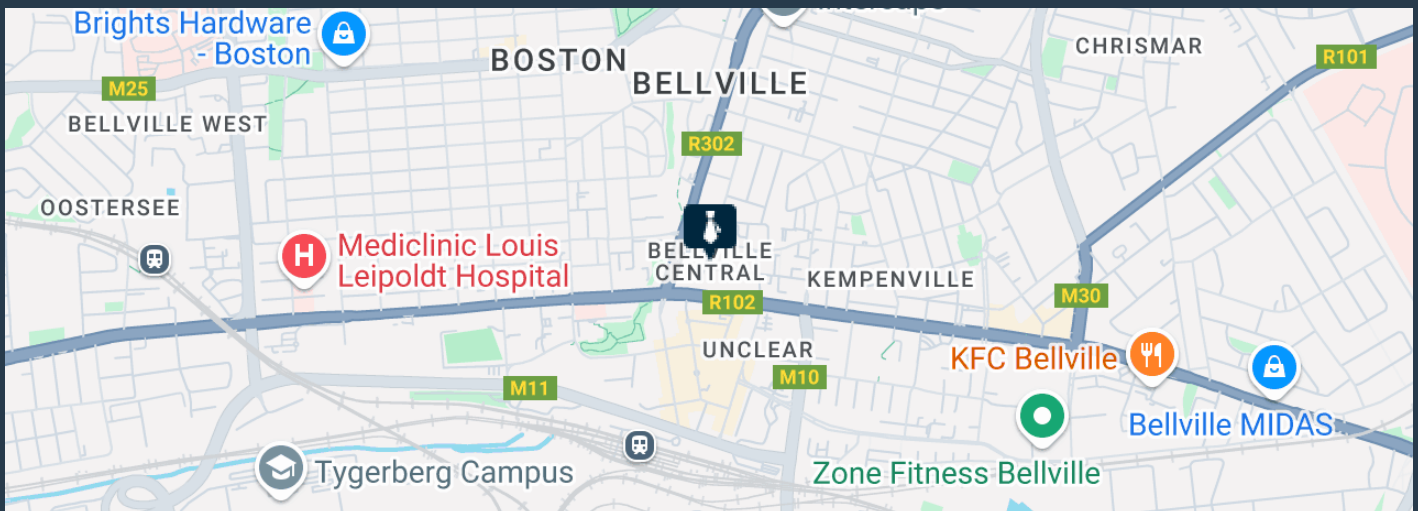 Brights Hardware
- Boston
BOSTON
BELLVILLE
CHRISMAR
R101
M25
BELLVILLE WEST
R302
OOSTERSEE
Mediclinic Louis
Leipoldt Hospital
H
BELLVILLE
CENTRAL
KEMPENVILLE
R102
M30
UNCLEAR
KFC Bellville
M11
M10
Bellville MIDAS
Tygerberg Campus
Zone Fitness Bellville